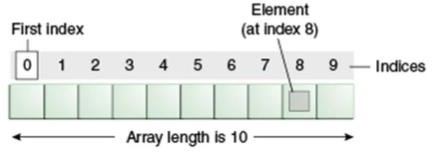 Element
(at index 8)
First index
0 1 2 3 4 5 6 7 8 9 Indices
Array length is 10